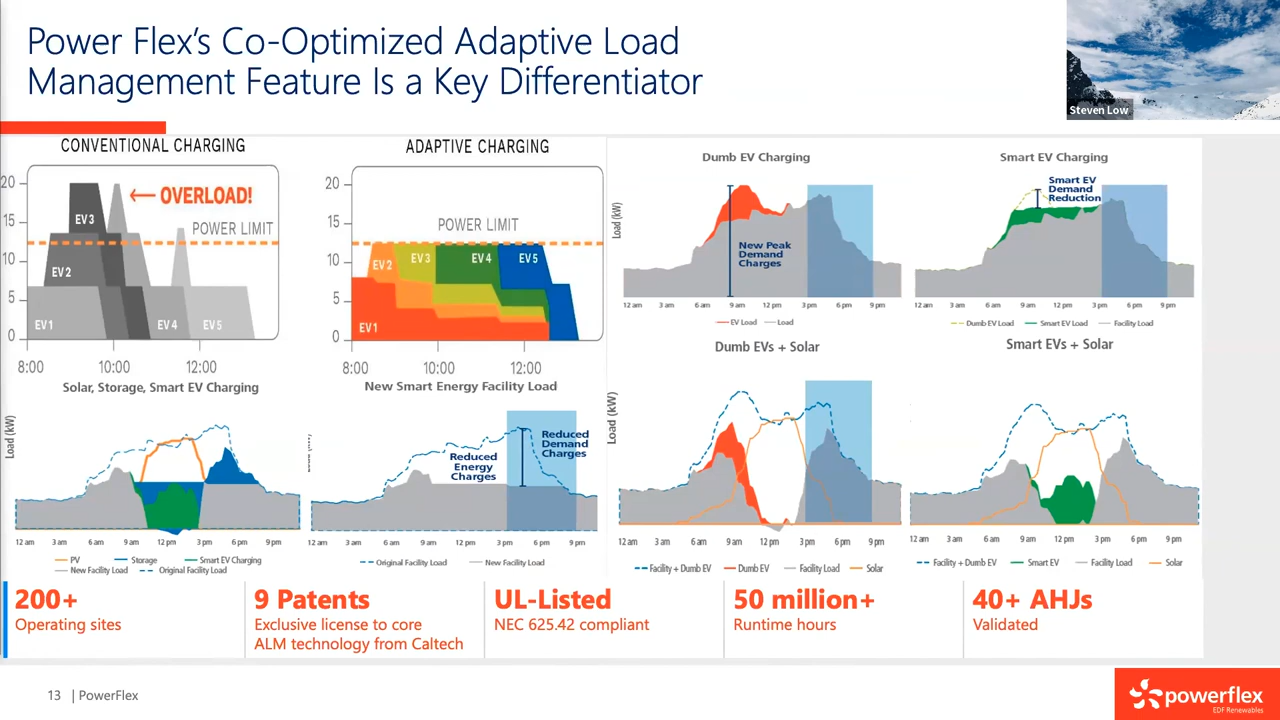 Power Flex's Co-Optimized Adaptive Load
Management Feature Is a Key Differentiator
Steven Low
CONVENTIONAL CHARGING
20
15
10
5
0
OVERLOAD!
POWER LIMIT
EV3
EV2
EV1
EV4
EV5
8:00
10:00
12:00
ADAPTIVE CHARGING
20
15
10
5
0
POWER LIMIT
EV2
EV3
EV4
EV5
EV1
8:00
10:00
12:00
Dumb EV Charging
Load (kW)
New Peak
Demand
Charges
12 am 3 am 6 am 9 am 12 pm 3 pm 6 pm 9 pm
EV Load Load
Smart EV Charging
Smart EV
Demand
Reduction
12 am 3 am 6 am 9 am 12 pm 3 pm 6 pm 9 pm
Dumb EV Load Smart EV Load Facility Load
Solar, Storage, Smart EV Charging
Load (kW)
12 am 3 am 6 am 9 am 12 pm 3 pm 6 pm 9 pm
PV Storage Smart EV Charging
New Facility Load Original Facility Load
New Smart Energy Facility Load
Reduced
Energy
Charges
Reduced
Demand
Charges
12 am 3 am 6 am 9 am 12 pm 3 pm 6 pm 9 pm
Original Facility Load New Facility Load
Dumb EVs + Solar
Load (kW)
12 am 3 am 6 am 9 am 12 pm 3 pm 6 pm 9 pm
Facility + Dumb EV Dumb EV Facility Load Solar
Smart EVs + Solar
12 am 3 am 6 am 9 am 12 pm 3 pm 6 pm 9 pm
Facility + Dumb EV Smart EV Facility Load Solar
200+
Operating sites
9 Patents
Exclusive license to core
ALM technology from Caltech
UL-Listed
NEC 625.42 compliant
50 million+
Runtime hours
40+ AHJs
Validated
13 | PowerFlex
powerflex
EDF Renewables